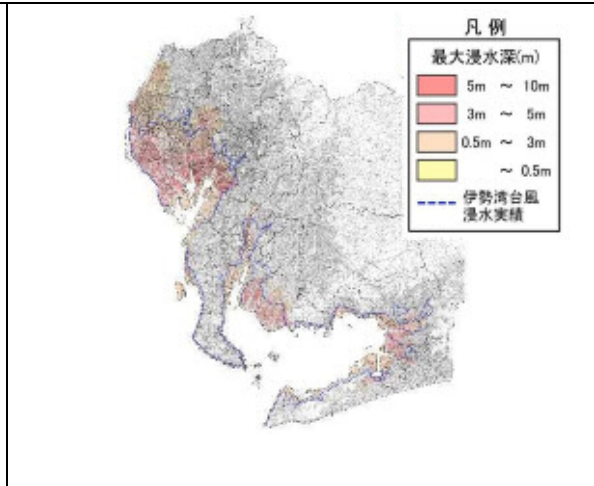 凡 例
最大浸水深(m)
5m ～ 10m
3m ～ 5m
0.5m ～ 3m
～ 0.5m
伊勢湾台風
浸水実績